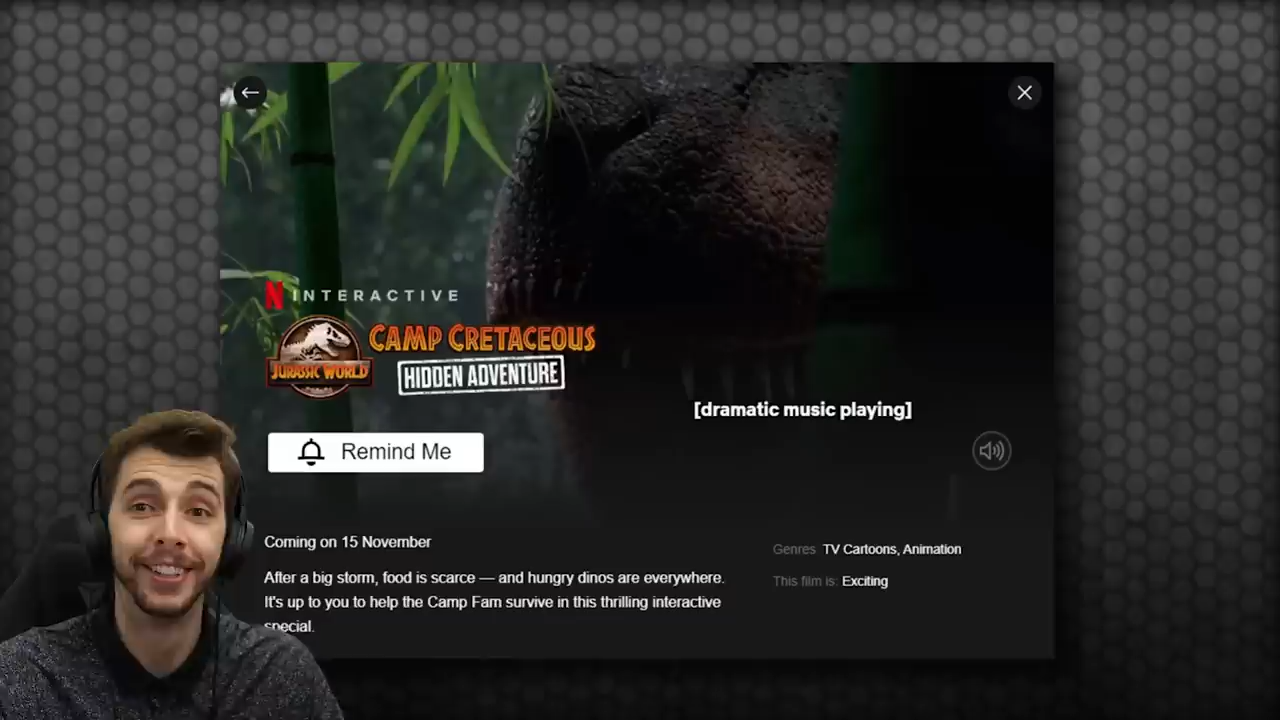 N INTERACTIVE
JURASSIC WORLD
CAMP CRETACEOUS
HIDDEN ADVENTURE
[dramatic music playing]
Remind Me
Coming on 15 November
After a big storm, food is scarce — and hungry dinos are everywhere.
It's up to you to help the Camp Fam survive in this thrilling interactive
special.
Genres TV Cartoons, Animation
This film is: Exciting